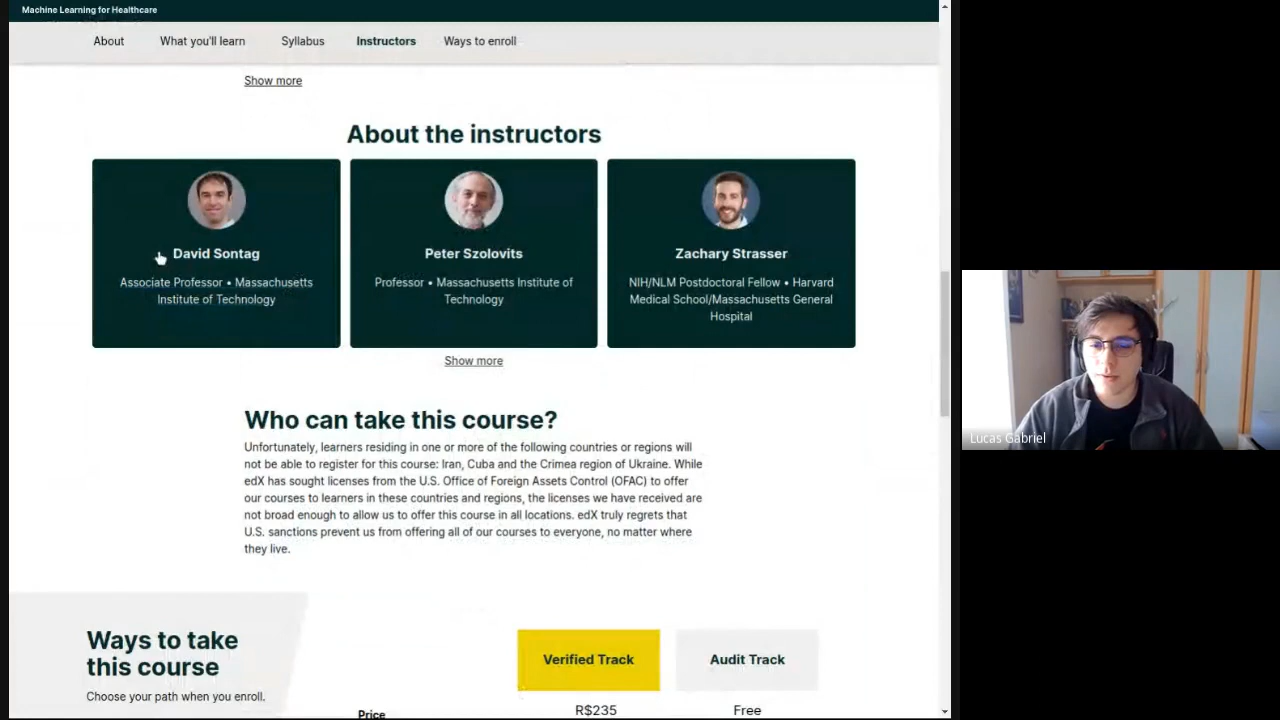 Machine Learning for Healthcare
About What you'll learn Syllabus Instructors Ways to enroll
Show more
About the instructors
David Sontag
Associate Professor • Massachusetts
Institute of Technology
Peter Szolovits
Professor • Massachusetts Institute of
Technology
Zachary Strasser
NIH/NLM Postdoctoral Fellow • Harvard
Medical School/Massachusetts General
Hospital
Show more
Who can take this course?
Unfortunately, learners residing in one or more of the following countries or regions will
not be able to register for this course: Iran, Cuba and the Crimea region of Ukraine. While
edX has sought licenses from the U.S. Office of Foreign Assets Control (OFAC) to offer
our courses to learners in these countries and regions, the licenses we have received are
not broad enough to allow us to offer this course in all locations. edX truly regrets that
U.S. sanctions prevent us from offering all of our courses to everyone, no matter where
they live.
Ways to take
this course
Choose your path when you enroll.
Verified Track
Audit Track
Price
R$235
Free
Lucas Gabriel